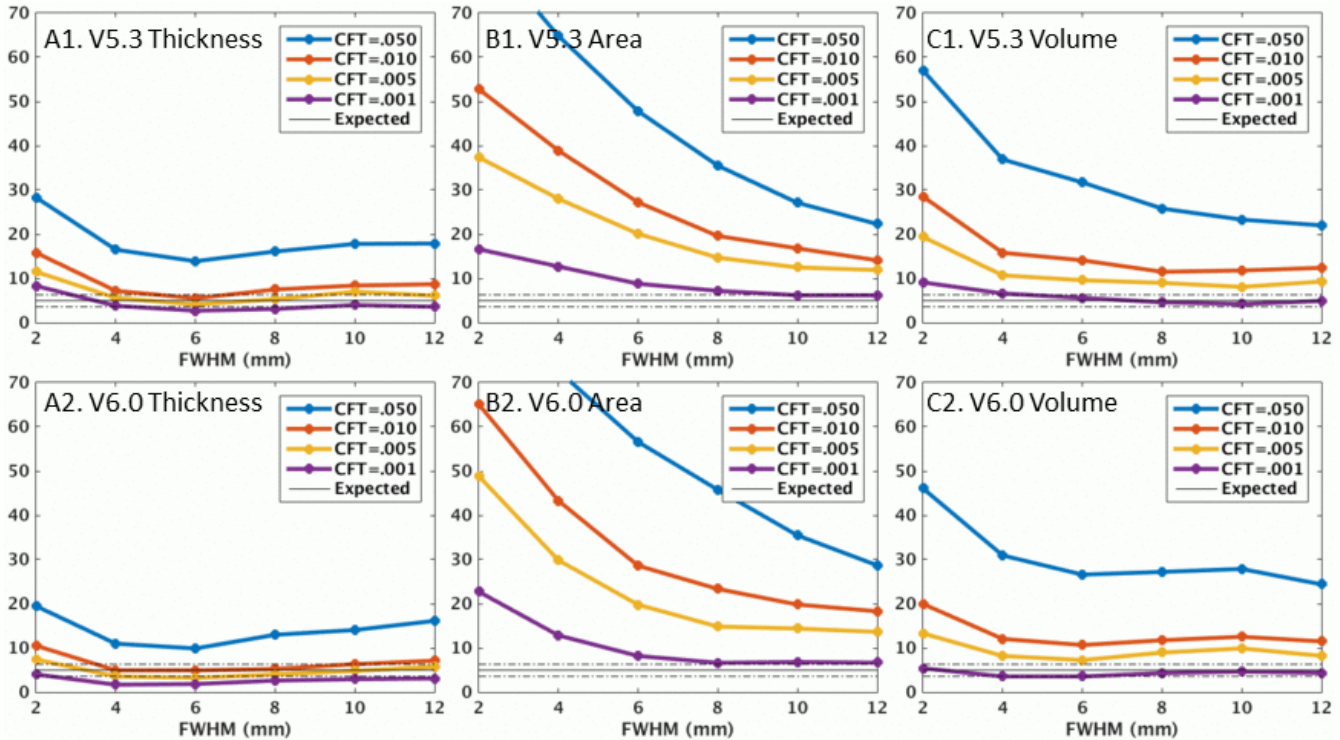 A1. V5.3 Thickness
70
60
50
40
30
20
10
0
CFT=.050
CFT=.010
CFT=.005
CFT=.001
Expected
2 4 6 8 10 12
FWHM (mm)
B1. V5.3 Area
70
60
50
40
30
20
10
0
CFT=.050
CFT=.010
CFT=.005
CFT=.001
Expected
2 4 6 8 10 12
FWHM (mm)
C1. V5.3 Volume
70
60
50
40
30
20
10
0
CFT=.050
CFT=.010
CFT=.005
CFT=.001
Expected
2 4 6 8 10 12
FWHM (mm)
A2. V6.0 Thickness
70
60
50
40
30
20
10
0
CFT=.050
CFT=.010
CFT=.005
CFT=.001
Expected
2 4 6 8 10 12
FWHM (mm)
B2. V6.0 Area
70
60
50
40
30
20
10
0
CFT=.050
CFT=.010
CFT=.005
CFT=.001
Expected
2 4 6 8 10 12
FWHM (mm)
C2. V6.0 Volume
70
60
50
40
30
20
10
0
CFT=.050
CFT=.010
CFT=.005
CFT=.001
Expected
2 4 6 8 10 12
FWHM (mm)